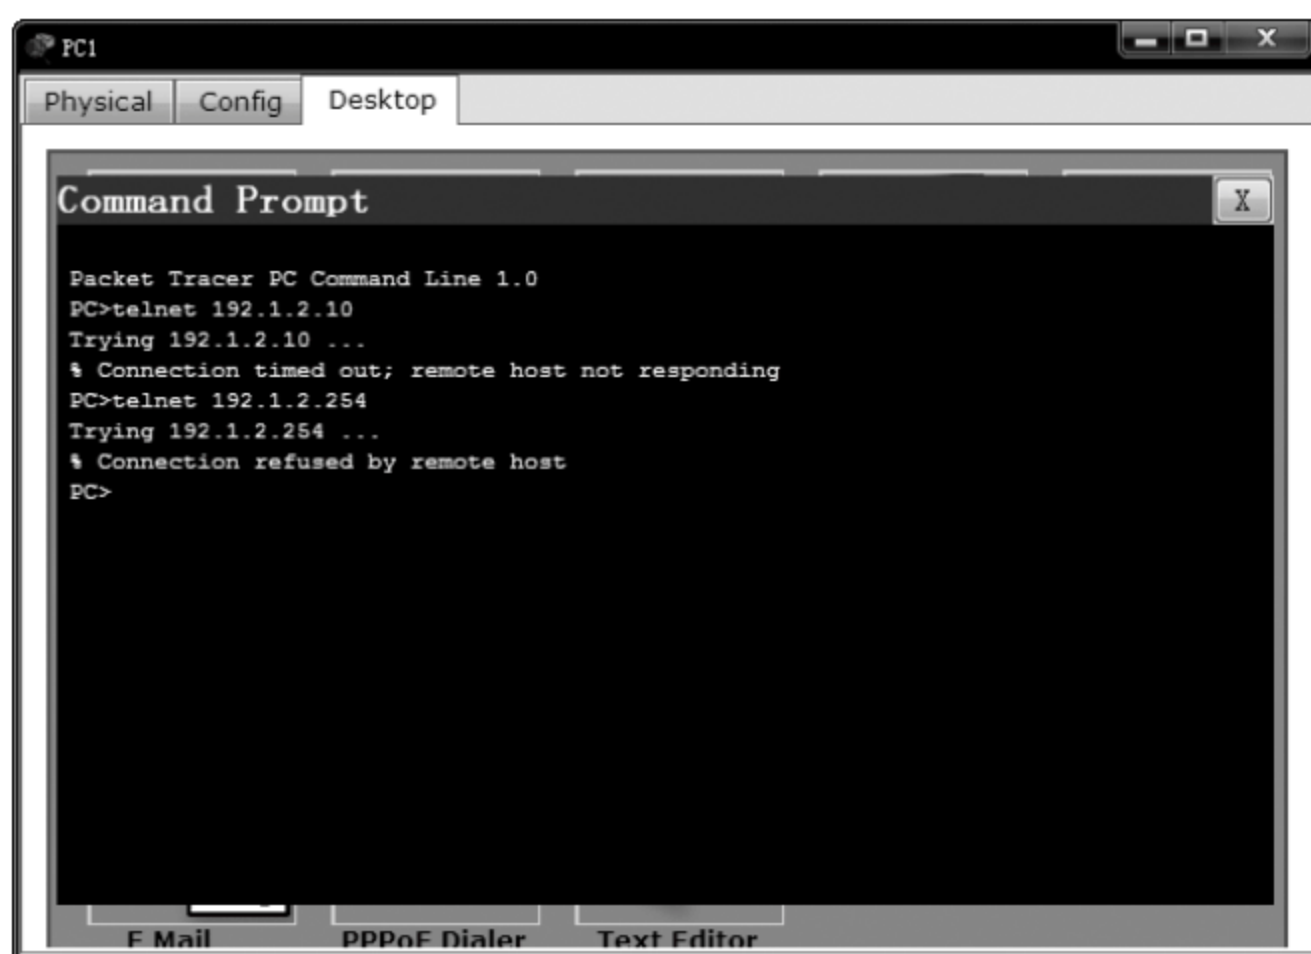 PC1
Physical Config Desktop
Command Prompt
X
Packet Tracer PC Command Line 1.0
PC>telnet 192.1.2.10
Trying 192.1.2.10 ...
% Connection timed out; remote host not responding
PC>telnet 192.1.2.254
Trying 192.1.2.254 ...
% Connection refused by remote host
PC>
E Mail PPPoE Dialer Text Editor